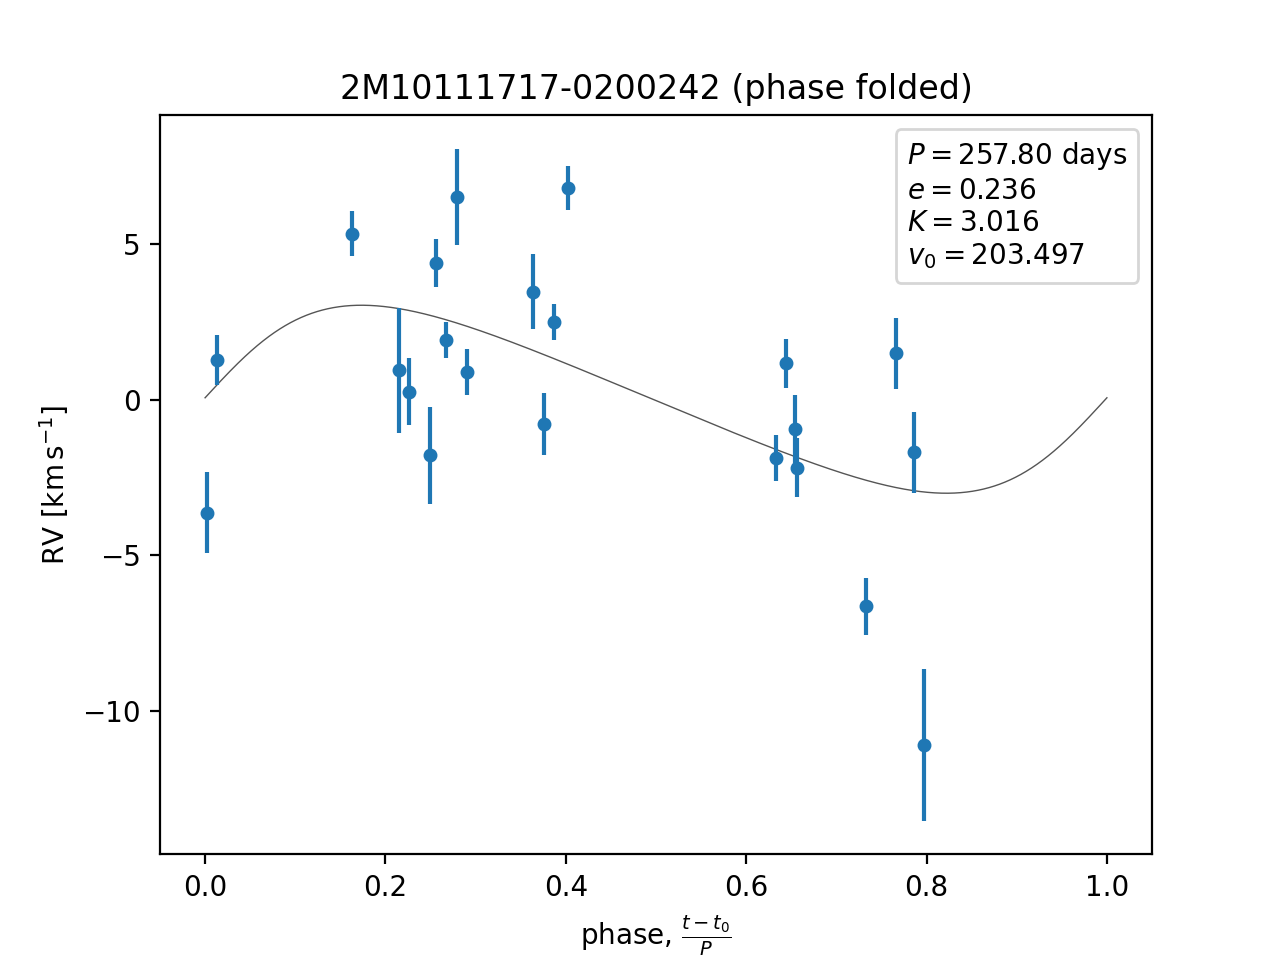 2M10111717-0200242 (phase folded)
P = 257.80 days
e = 0.236
K = 3.016
v₀ = 203.497
5
0
−5
−10
RV [km s⁻¹]
0.0 0.2 0.4 0.6 0.8 1.0
phase, (t − t₀)/P